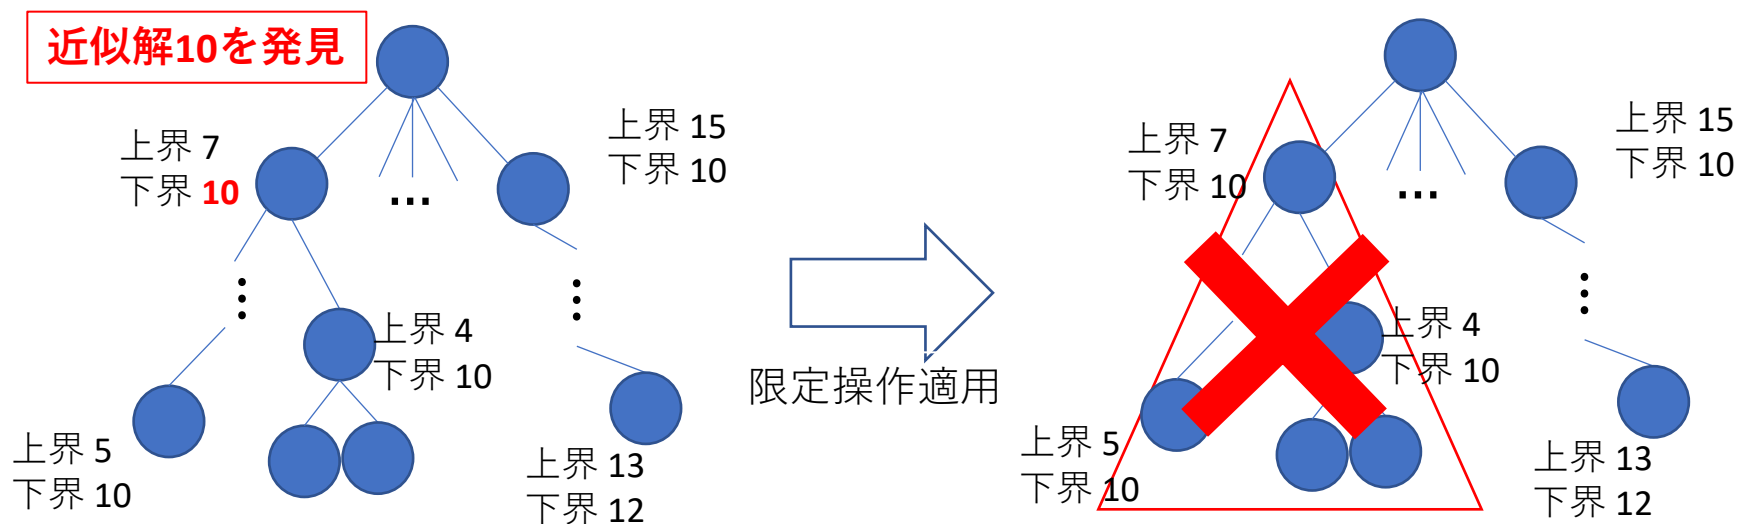 近似解10を発見
上界 7
下界 10
...
上界 15
下界 10
⋮
⋮
上界 4
下界 10
上界 5
下界 10
上界 13
下界 12
限定操作適用
上界 7
下界 10
...
上界 15
下界 10
⋮
上界 4
下界 10
上界 5
下界 10
上界 13
下界 12